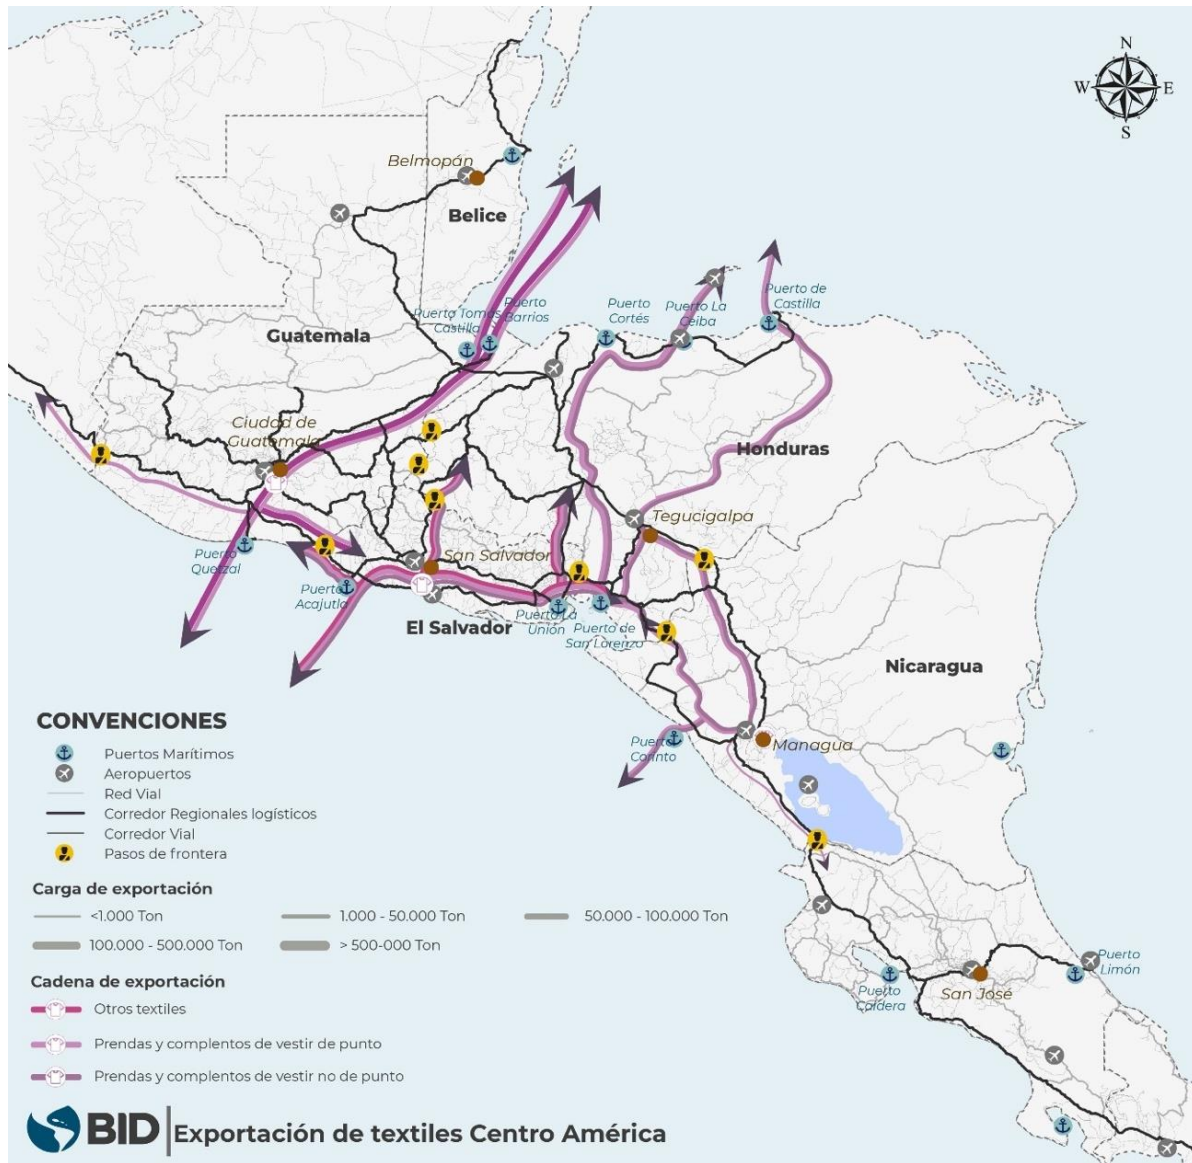 N
W E
S
Belmopán
Belice
Puerto de
Castilla
Puerto
Cortés
Puerto La
Ceiba
Puerto Tomas
Castilla
Puerto
Barrios
Guatemala
Ciudad de
Guatemala
Honduras
Tegucigalpa
San Salvador
Puerto
Quetzal
Puerto
Acajutla
El Salvador
Puerto La
Unión
Puerto de
San Lorenzo
Nicaragua
Puerto
Corinto
Managua
Puerto
Limón
San José
Puerto
Caldera
CONVENCIONES
Puertos Marítimos
Aeropuertos
Red Vial
Corredor Regionales logísticos
Corredor Vial
Pasos de frontera
Carga de exportación
<1.000 Ton 1.000 - 50.000 Ton 50.000 - 100.000 Ton
100.000 - 500.000 Ton > 500-000 Ton
Cadena de exportación
Otros textiles
Prendas y complentos de vestir de punto
Prendas y complentos de vestir no de punto
BID Exportación de textiles Centro América